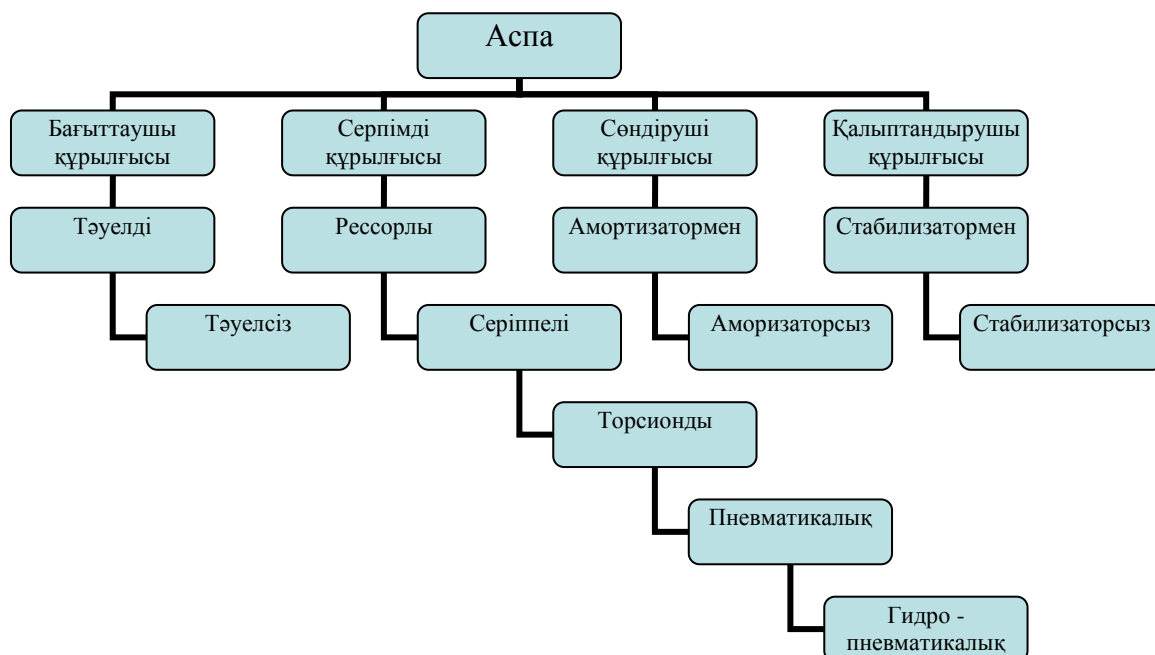 Аспа
Бағыттаушы
құрылғысы
Серпімді
құрылғысы
Сөндіруші
құрылғысы
Қалыптандырушы
құрылғысы
Тәуелді
Рессорлы
Амортизатормен
Стабилизатормен
Тәуелсіз
Серіппелі
Аморизаторсыз
Стабилизаторсыз
Торсионды
Пневматикалық
Гидро -
пневматикалық